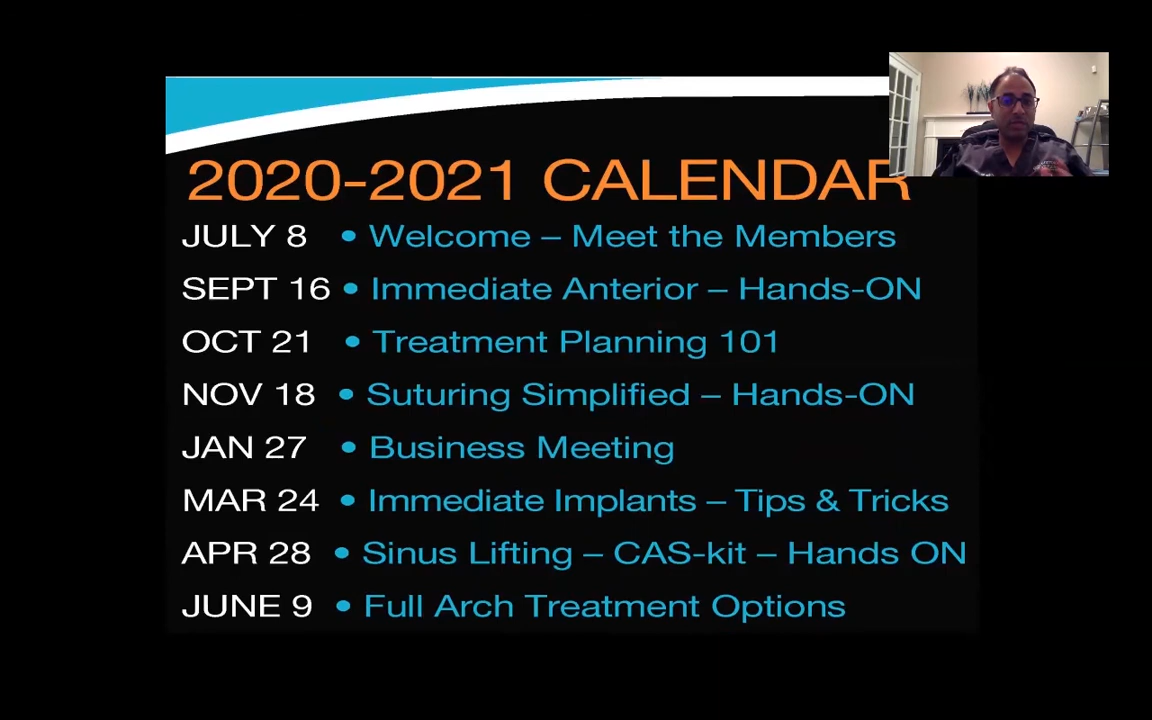 2020-2021 CALENDAR
JULY 8 • Welcome – Meet the Members
SEPT 16 • Immediate Anterior – Hands-ON
OCT 21 • Treatment Planning 101
NOV 18 • Suturing Simplified – Hands-ON
JAN 27 • Business Meeting
MAR 24 • Immediate Implants – Tips & Tricks
APR 28 • Sinus Lifting – CAS-kit – Hands ON
JUNE 9 • Full Arch Treatment Options